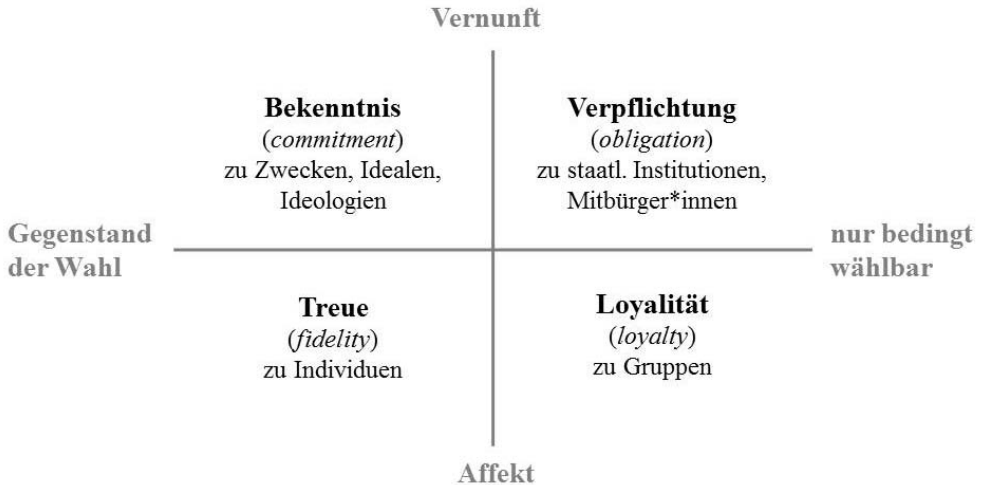 Vernunft
Bekenntnis
(commitment)
zu Zwecken, Idealen,
Ideologien
Verpflichtung
(obligation)
zu staatl. Institutionen,
Mitbürger*innen
Gegenstand
der Wahl
nur bedingt
wählbar
Treue
(fidelity)
zu Individuen
Loyalität
(loyalty)
zu Gruppen
Affekt